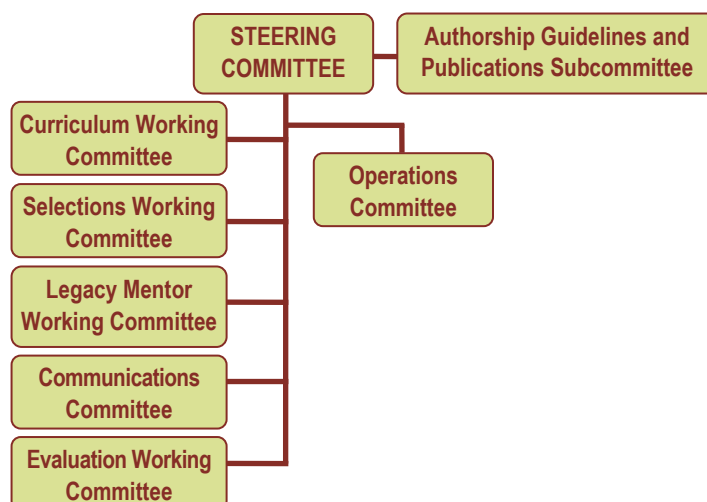 STEERING
COMMITTEE
Authorship Guidelines and
Publications Subcommittee
Curriculum Working
Committee
Operations
Committee
Selections Working
Committee
Legacy Mentor
Working Committee
Communications
Committee
Evaluation Working
Committee